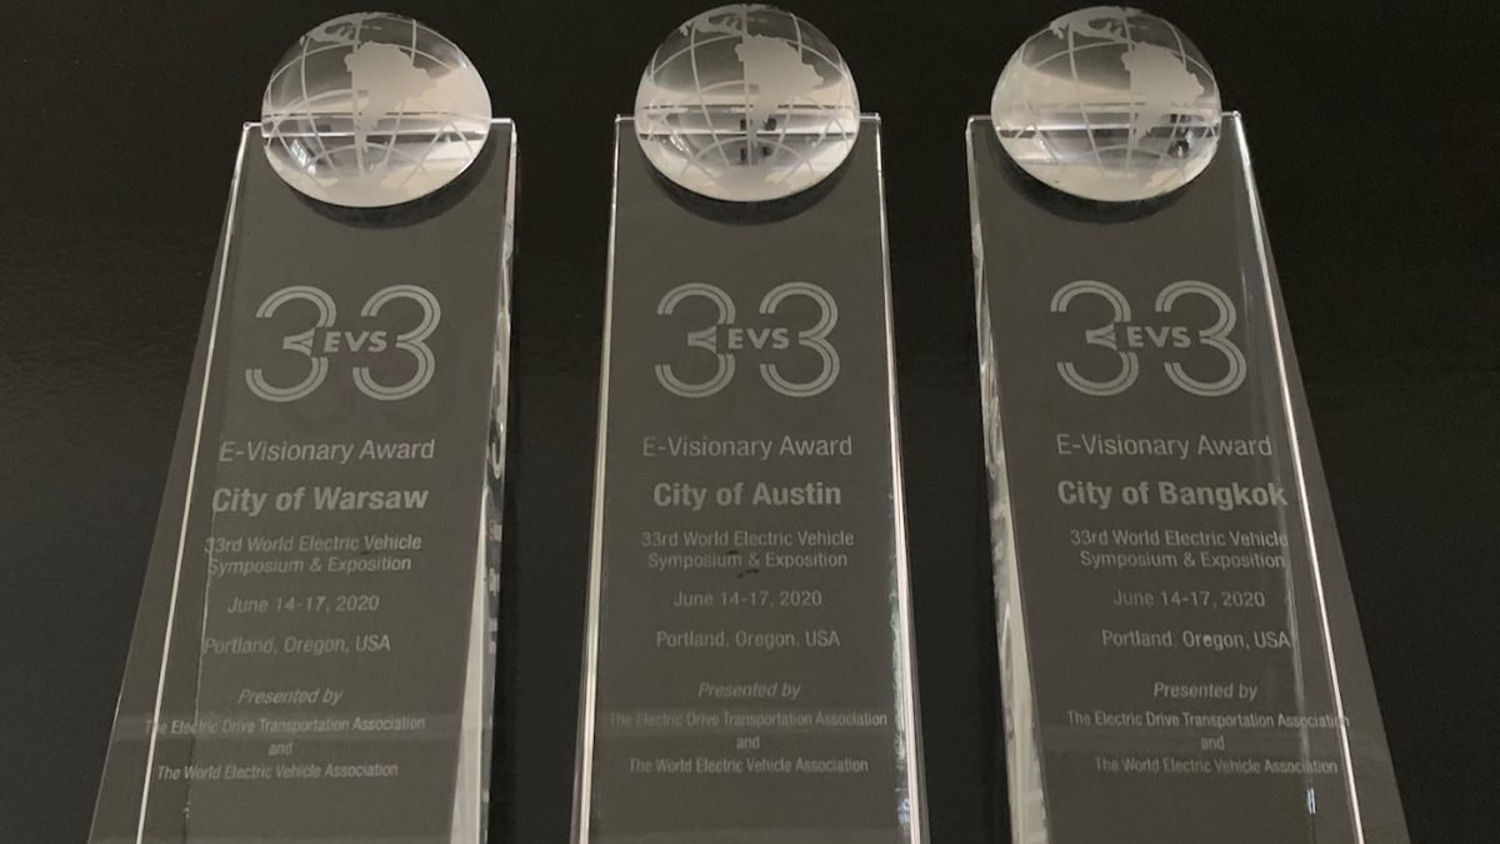 33 EVS
E-Visionary Award
City of Warsaw
33rd World Electric Vehicle
Symposium & Exposition
June 14-17, 2020
Portland, Oregon, USA
Presented by
The Electric Drive Transportation Association
and
The World Electric Vehicle Association
33 EVS
E-Visionary Award
City of Austin
33rd World Electric Vehicle
Symposium & Exposition
June 14-17, 2020
Portland, Oregon, USA
Presented by
The Electric Drive Transportation Association
and
The World Electric Vehicle Association
33 EVS
E-Visionary Award
City of Bangkok
33rd World Electric Vehicle
Symposium & Exposition
June 14-17, 2020
Portland, Oregon, USA
Presented by
The Electric Drive Transportation Association
and
The World Electric Vehicle Association